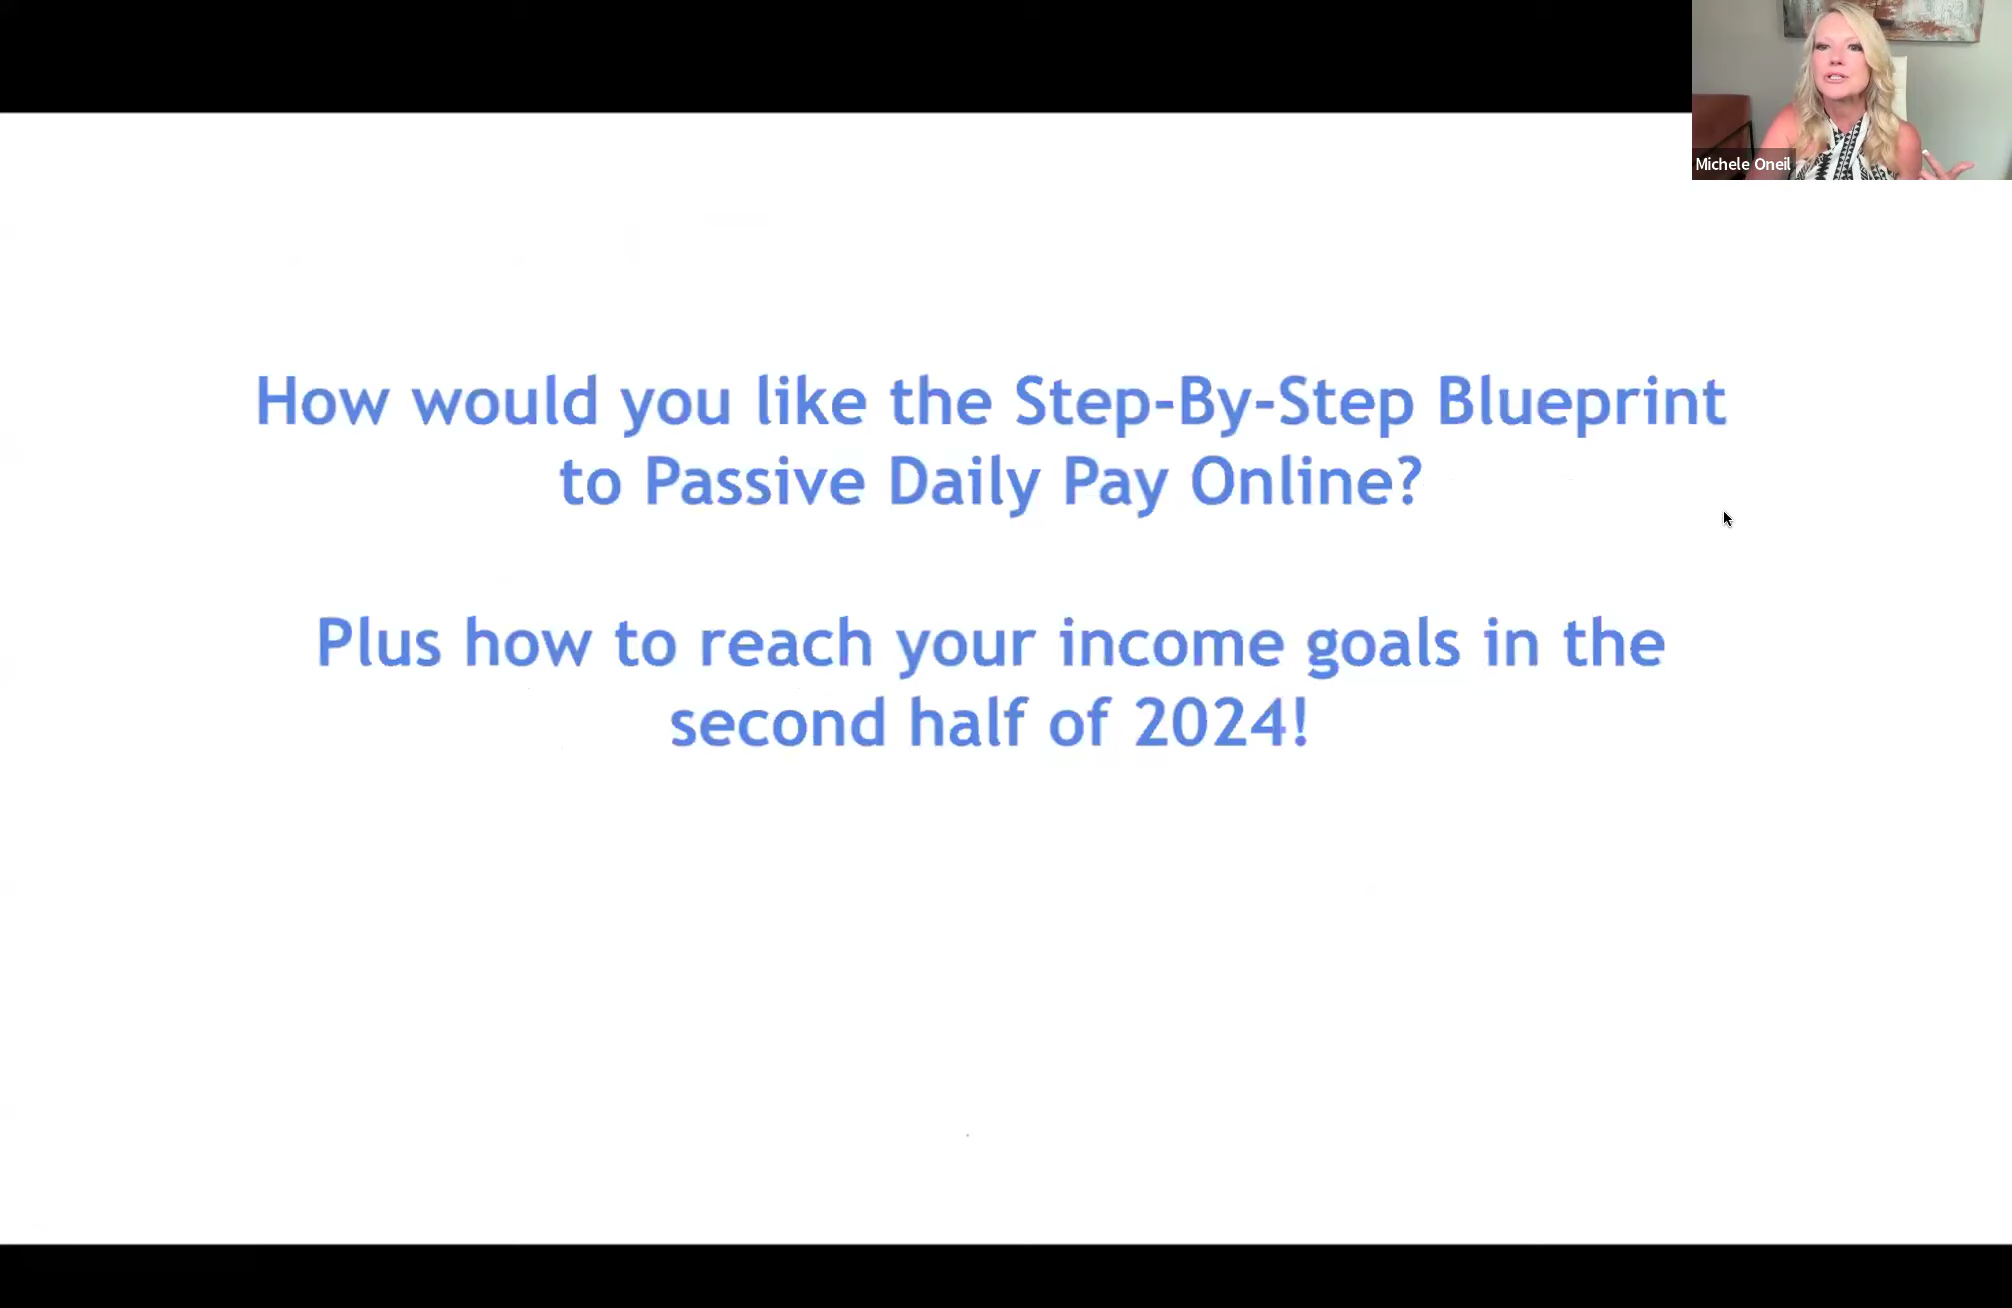 Michele Oneil
How would you like the Step-By-Step Blueprint
to Passive Daily Pay Online?
Plus how to reach your income goals in the
second half of 2024!